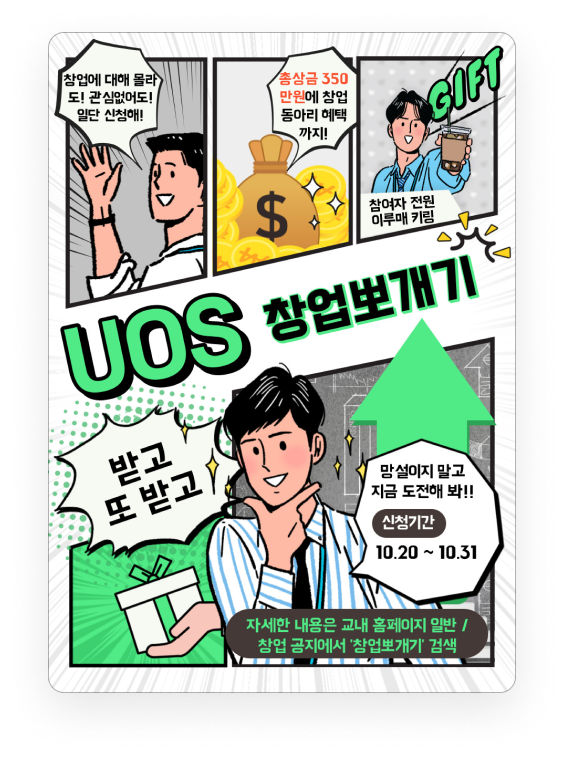 창업에 대해 몰라
도! 관심없어도!
일단 신청해!
총상금 350
만원에 창업
동아리 혜택
까지!
GIFT
참여자 전원
이루매 키링
$
UOS 창업뽀개기
받고
또 받고
망설이지 말고
지금 도전해 봐!!
신청기간
10.20 ~ 10.31
자세한 내용은 교내 홈페이지 일반 /
창업 공지에서 '창업뽀개기' 검색